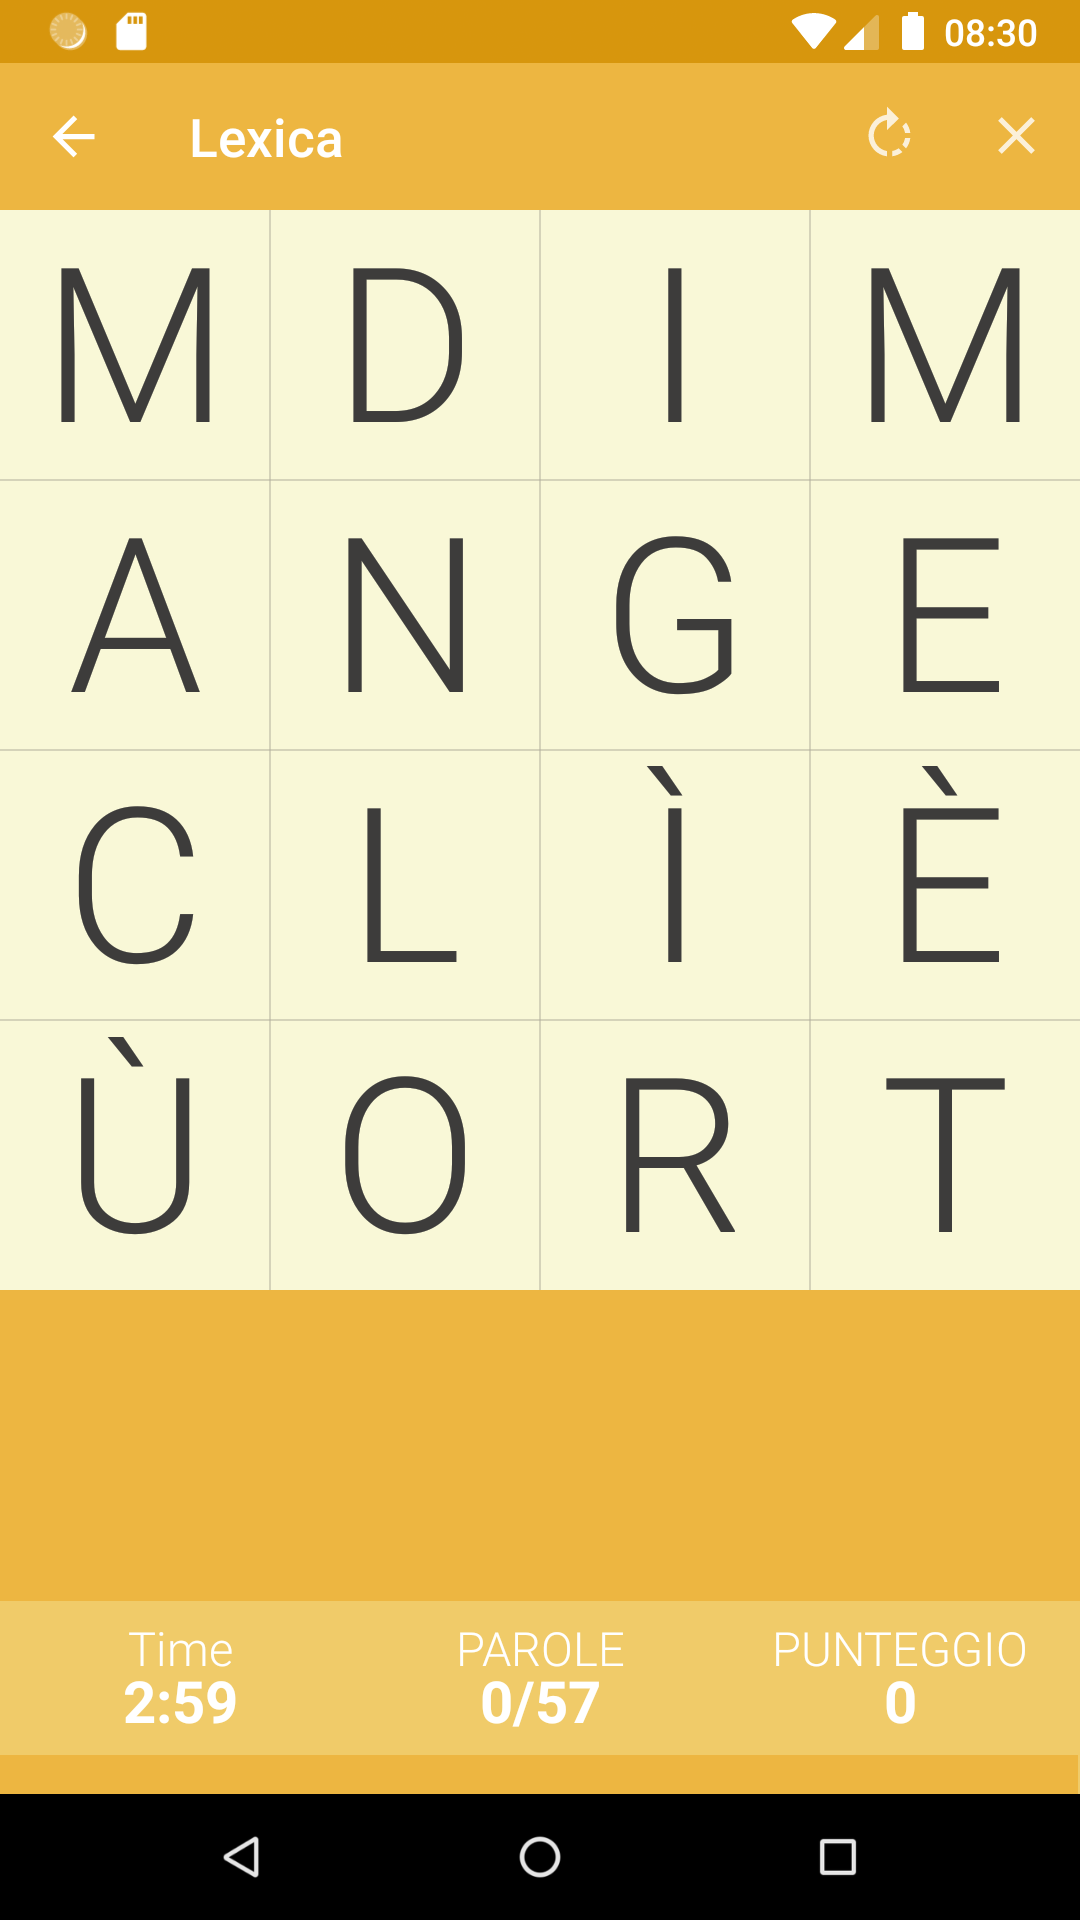 08:30
Lexica
M D I M
A N G E
C L Ì È
Ù O R T
Time PAROLE PUNTEGGIO
2:59 0/57 0